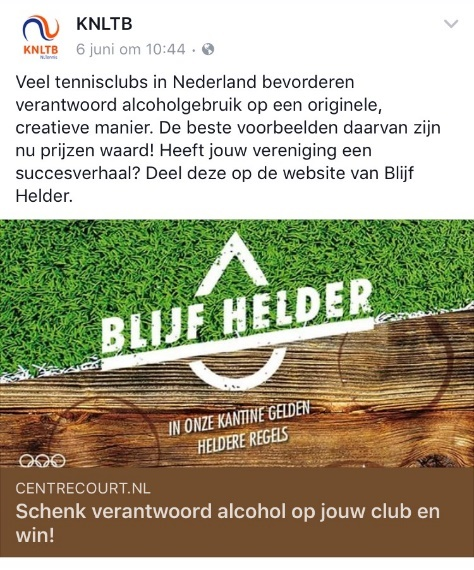 KNLTB
KNLTB
6 juni om 10:44
Veel tennisclubs in Nederland bevorderen
verantwoord alcoholgebruik op een originele,
creatieve manier. De beste voorbeelden daarvan zijn
nu prijzen waard! Heeft jouw vereniging een
succesverhaal? Deel deze op de website van Blijf
Helder.
BLIJF HELDER
IN ONZE KANTINE GELDEN
HELDERE REGELS
CENTRECOURT.NL
Schenk verantwoord alcohol op jouw club en
win!